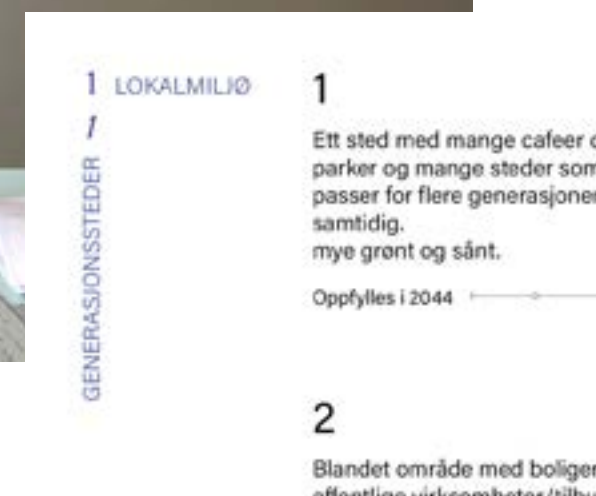 1 LOKALMILJØ
1
GENERASJONSSTEDER
1
Ett sted med mange cafeer
parker og mange steder som
passer for flere generasjoner
samtidig.
mye grønt og sånt.
Oppfylles i 2044
2
Blandet område med boliger
offentlige